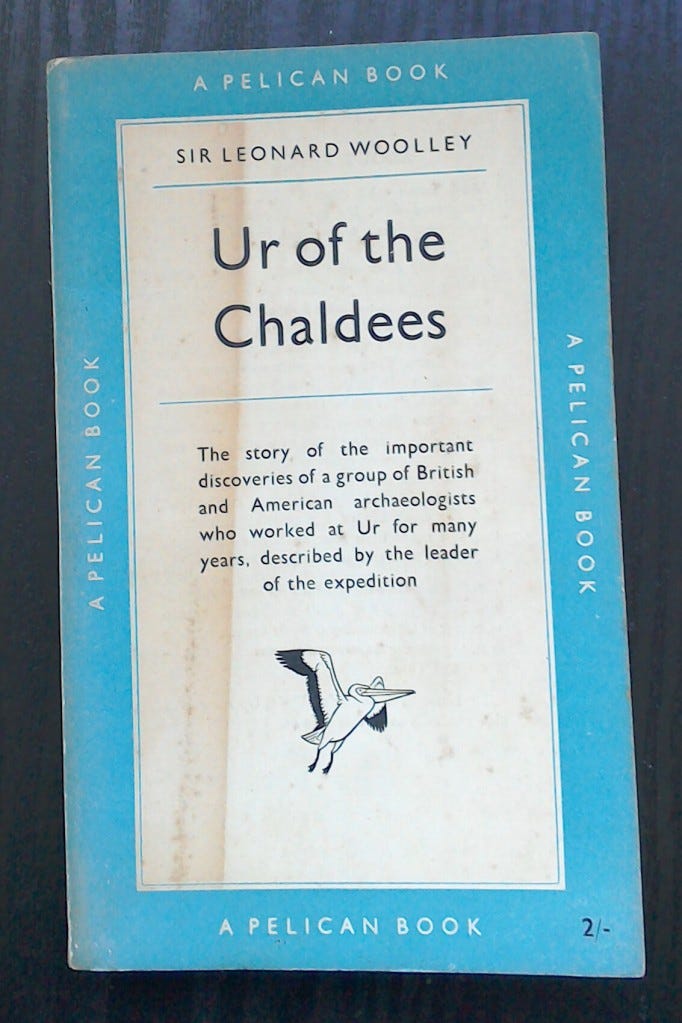 A PELICAN BOOK
SIR LEONARD WOOLLEY
Ur of the
Chaldees
The story of the important
discoveries of a group of British
and American archaeologists
who worked at Ur for many
years, described by the leader
of the expedition
A PELICAN BOOK
A PELICAN BOOK
A PELICAN BOOK
2/-